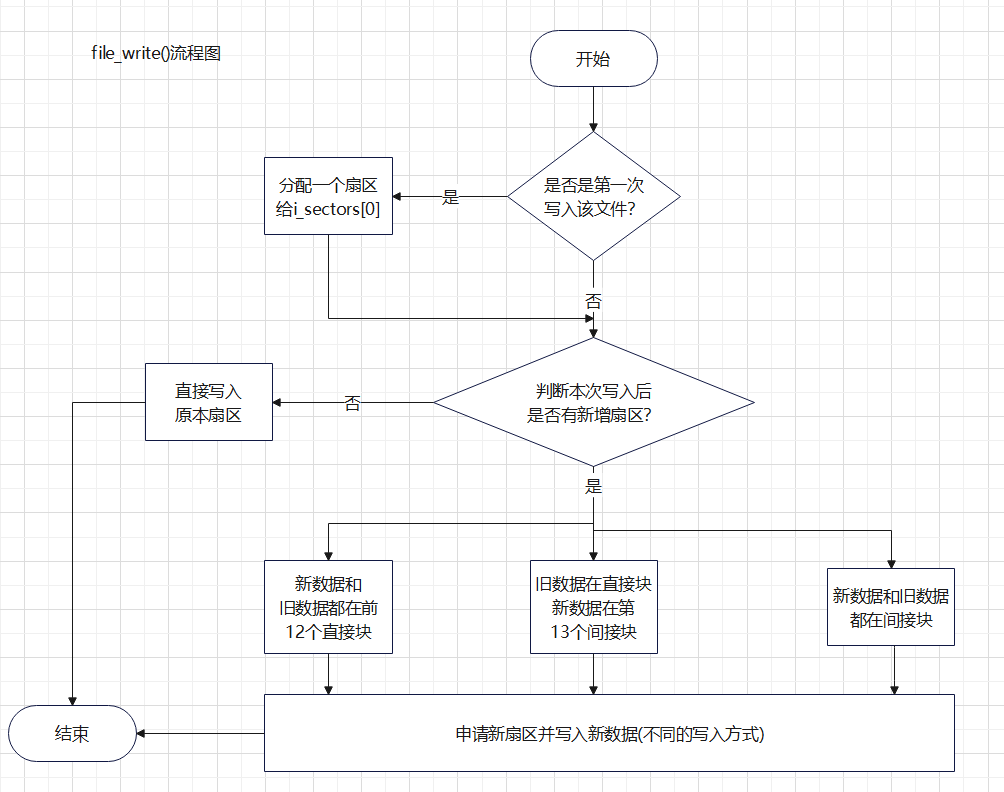 file_write()流程图
开始
是否是第一次
写入该文件?
是
分配一个扇区
给i_sectors[0]
否
判断本次写入后
是否有新增扇区?
否
直接写入
原本扇区
是
新数据和
旧数据都在前
12个直接块
旧数据在直接块
新数据在第
13个间接块
新数据和旧数据
都在间接块
申请新扇区并写入新数据(不同的写入方式)
结束